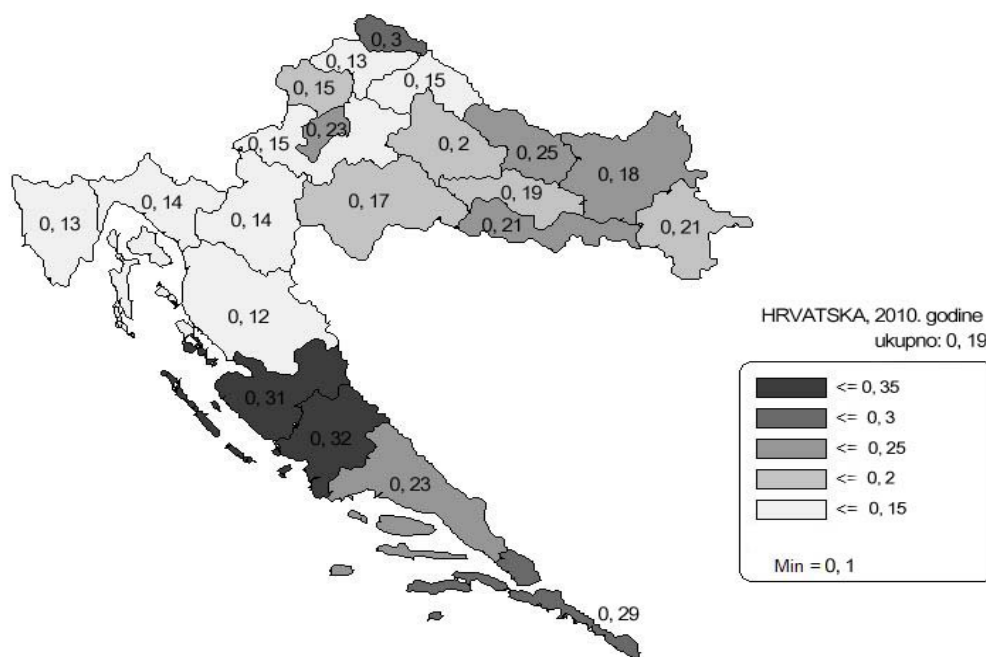 0, 3
0, 13
0, 15
0, 15
0, 23
0, 15
0, 2
0, 25
0, 18
0, 19
0, 17
0, 14
0, 14
0, 13
0, 21
0, 21
0, 12
0, 31
0, 32
0, 23
0, 29
HRVATSKA, 2010. godine
ukupno: 0, 19
<= 0, 35
<= 0, 3
<= 0, 25
<= 0, 2
<= 0, 15
Min = 0, 1